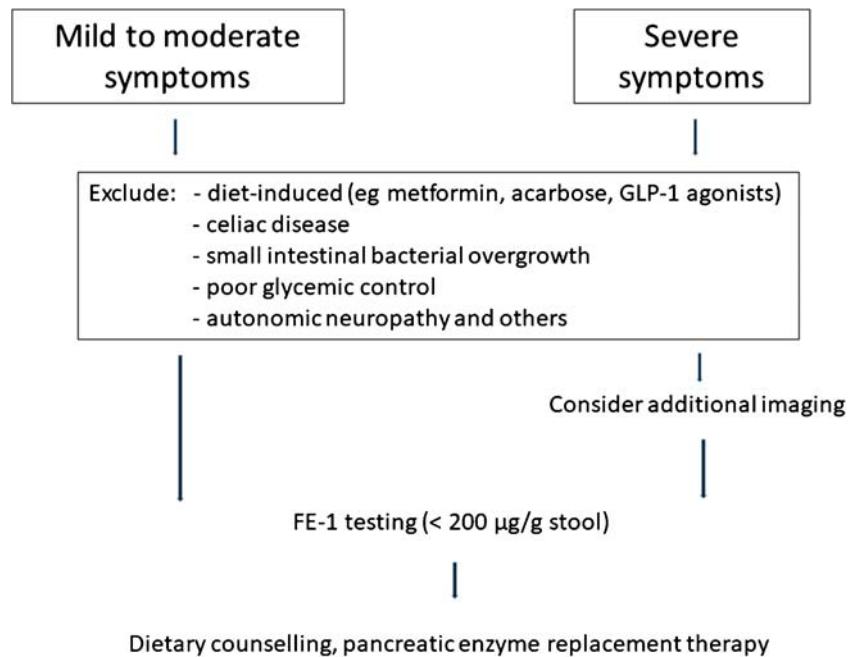 Mild to moderate
symptoms
Severe
symptoms
Exclude: - diet-induced (eg metformin, acarbose, GLP-1 agonists)
- celiac disease
- small intestinal bacterial overgrowth
- poor glycemic control
- autonomic neuropathy and others
Consider additional imaging
FE-1 testing (< 200 µg/g stool)
Dietary counselling, pancreatic enzyme replacement therapy